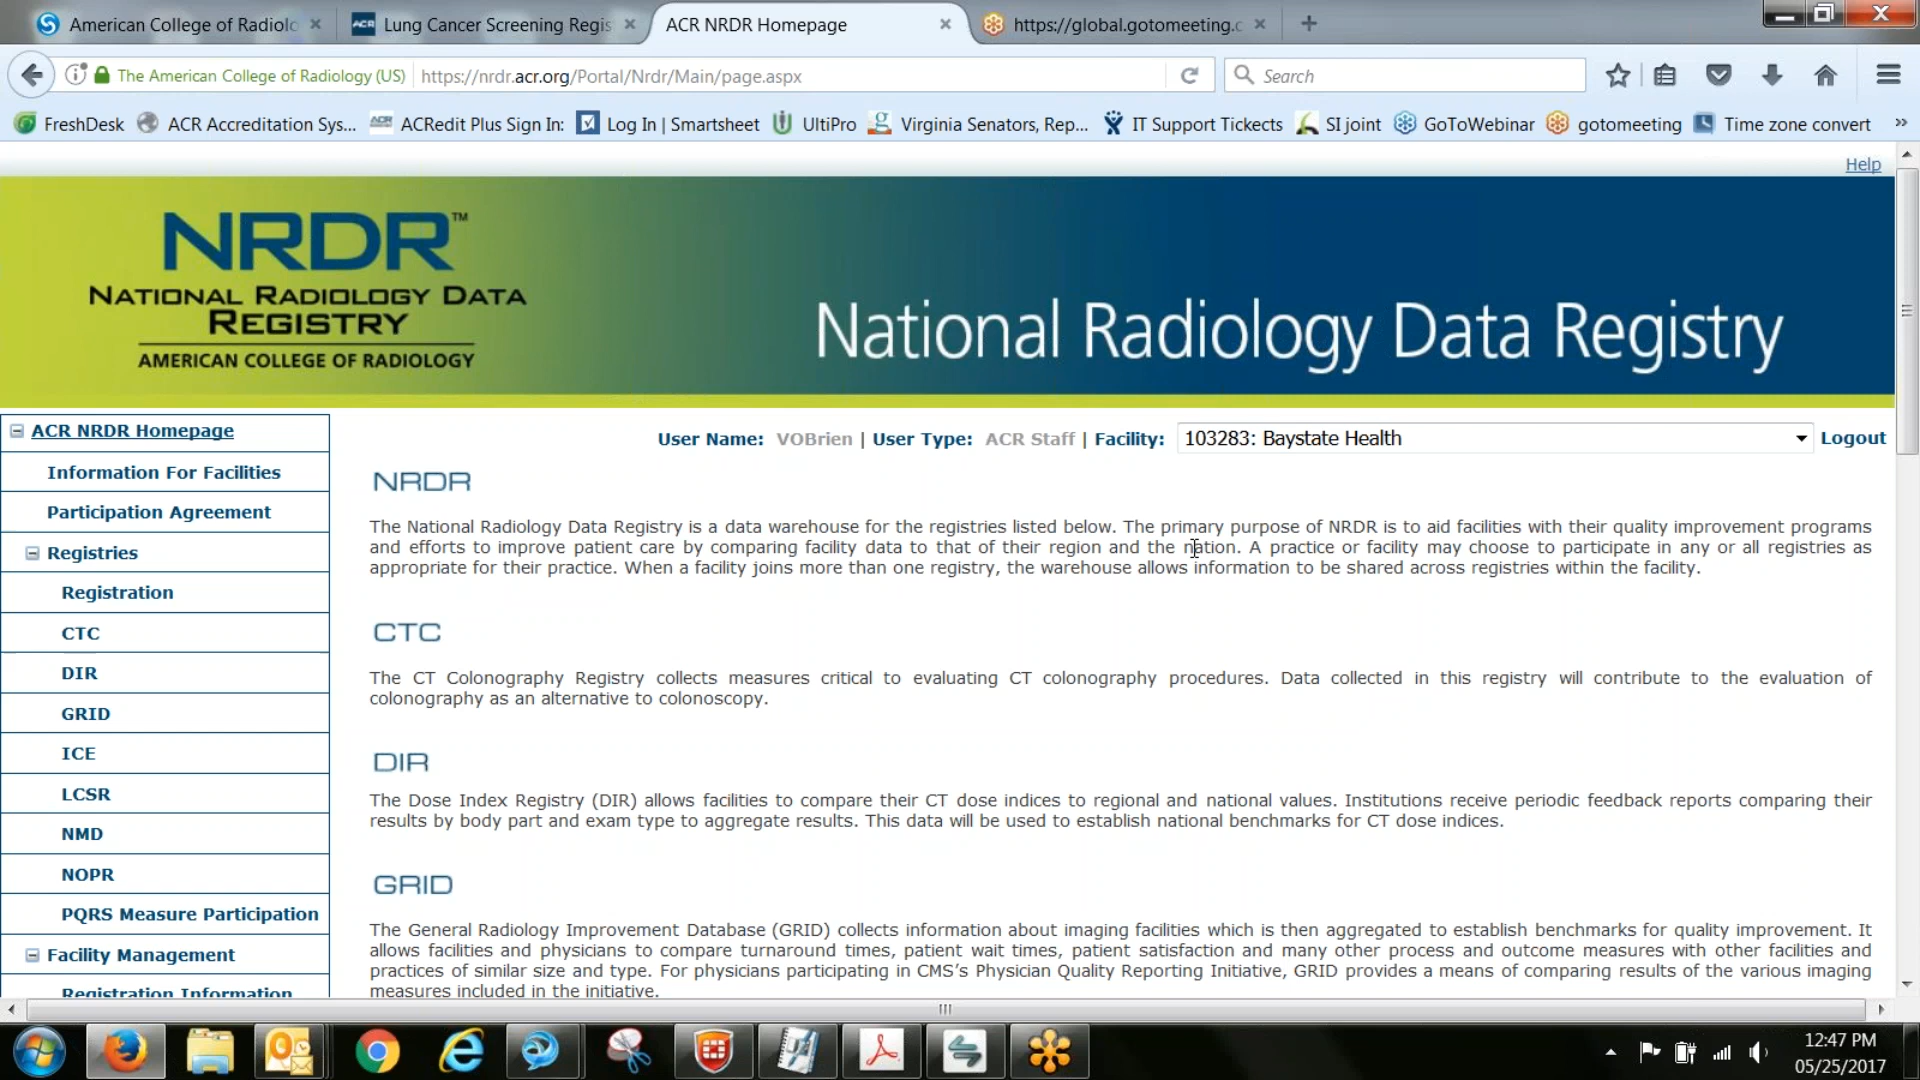 American College of Radiolo
Lung Cancer Screening Regis
ACR NRDR Homepage
https://global.gotomeeting.c
The American College of Radiology (US)
https://nrdr.acr.org/Portal/Nrdr/Main/page.aspx
Search
FreshDesk
ACR Accreditation Sys...
ACRedit Plus Sign In:
Log In | Smartsheet
UltiPro
Virginia Senators, Rep...
IT Support Tickects
SI joint
GoToWebinar
gotomeeting
Time zone convert
Help
NRDR™
NATIONAL RADIOLOGY DATA
REGISTRY
AMERICAN COLLEGE OF RADIOLOGY
National Radiology Data Registry
ACR NRDR Homepage
Information For Facilities
Participation Agreement
Registries
Registration
CTC
DIR
GRID
ICE
LCSR
NMD
NOPR
PQRS Measure Participation
Facility Management
Registration Information
User Name: VOBrien | User Type: ACR Staff | Facility: 103283: Baystate Health Logout
NRDR
The National Radiology Data Registry is a data warehouse for the registries listed below. The primary purpose of NRDR is to aid facilities with their quality improvement programs
and efforts to improve patient care by comparing facility data to that of their region and the nation. A practice or facility may choose to participate in any or all registries as
appropriate for their practice. When a facility joins more than one registry, the warehouse allows information to be shared across registries within the facility.
CTC
The CT Colonography Registry collects measures critical to evaluating CT colonography procedures. Data collected in this registry will contribute to the evaluation of
colonography as an alternative to colonoscopy.
DIR
The Dose Index Registry (DIR) allows facilities to compare their CT dose indices to regional and national values. Institutions receive periodic feedback reports comparing their
results by body part and exam type to aggregate results. This data will be used to establish national benchmarks for CT dose indices.
GRID
The General Radiology Improvement Database (GRID) collects information about imaging facilities which is then aggregated to establish benchmarks for quality improvement. It
allows facilities and physicians to compare turnaround times, patient wait times, patient satisfaction and many other process and outcome measures with other facilities and
practices of similar size and type. For physicians participating in CMS's Physician Quality Reporting Initiative, GRID provides a means of comparing results of the various imaging
measures included in the initiative.
12:47 PM
05/25/2017